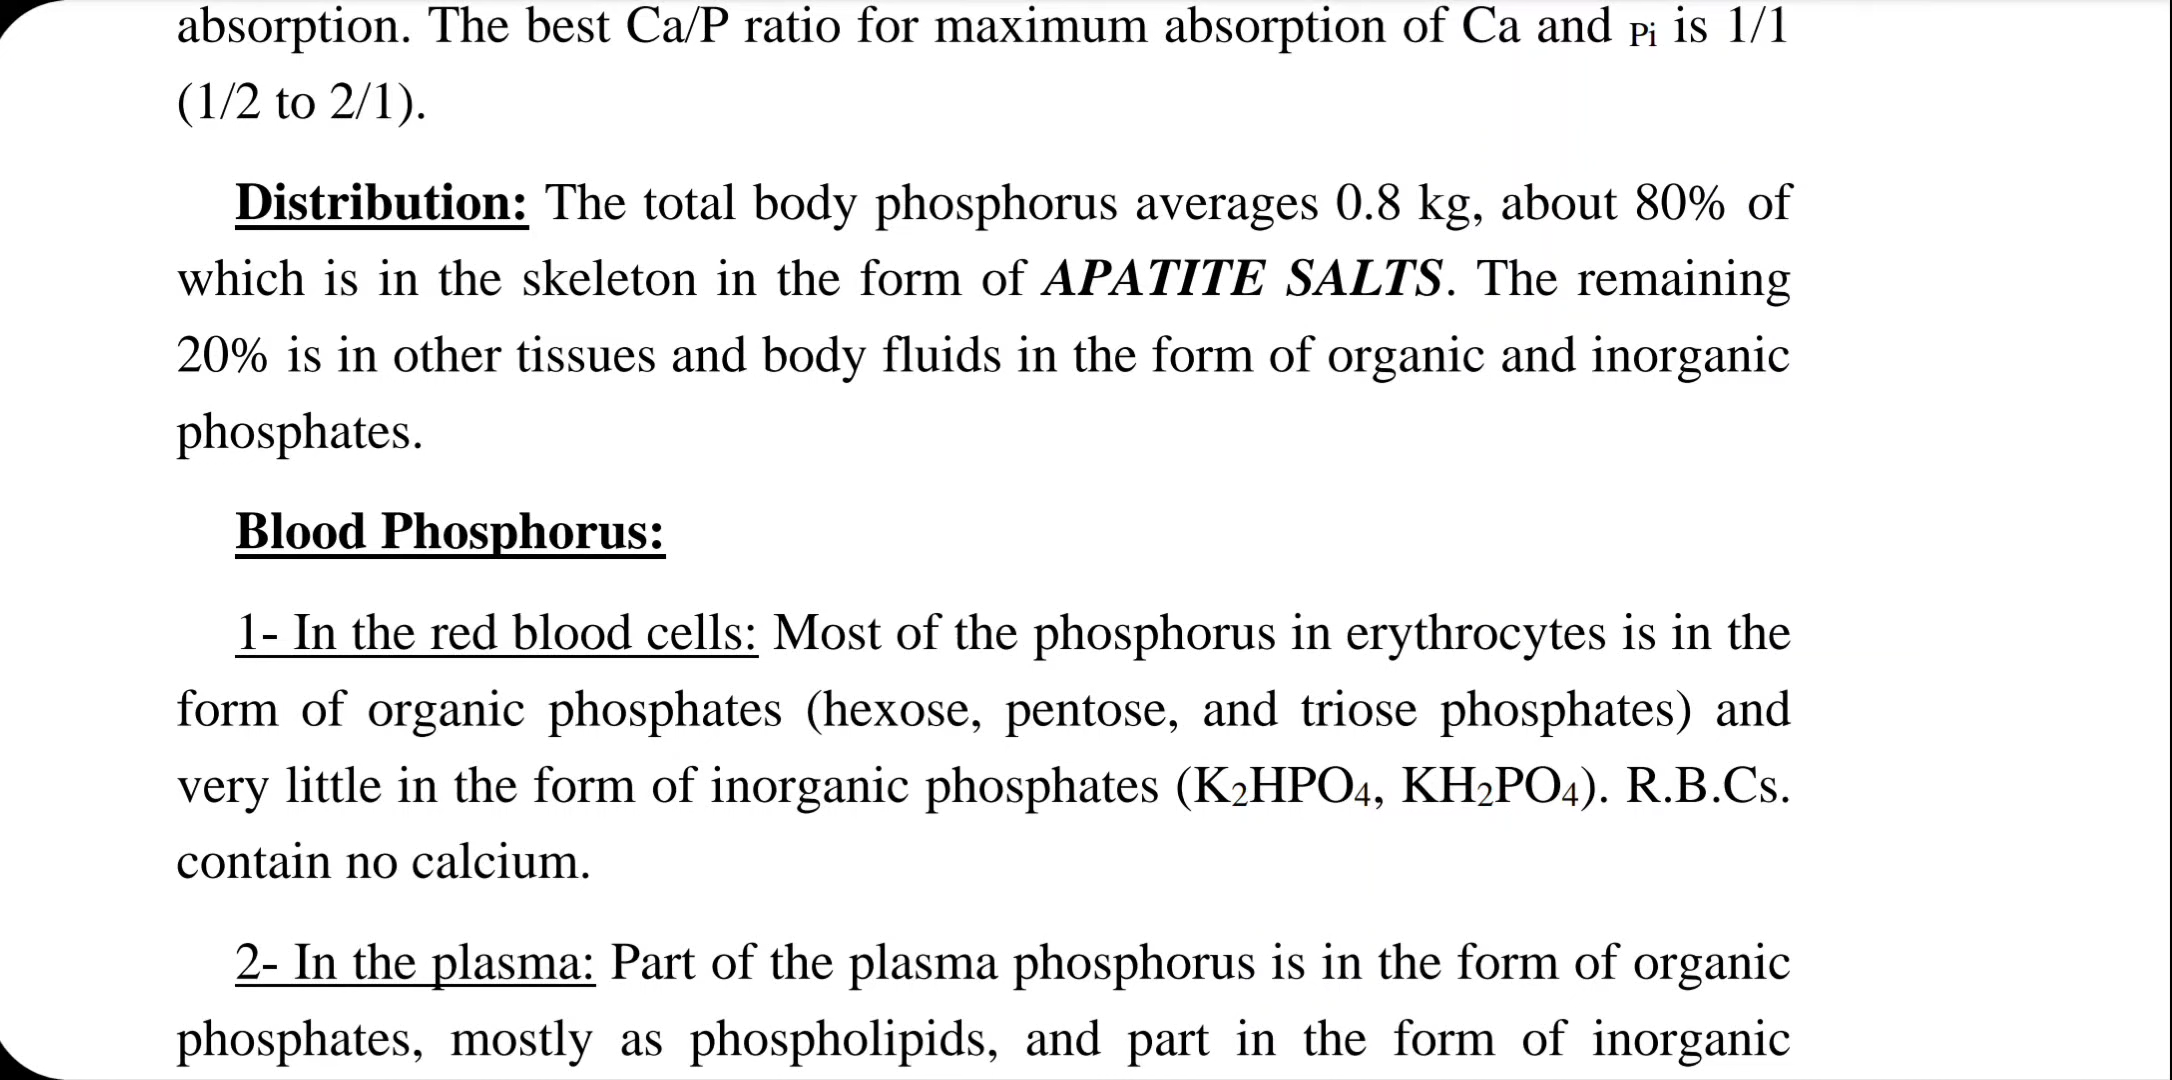 absorption. The best Ca/P ratio for maximum absorption of Ca and Pi is 1/1
(1/2 to 2/1).
Distribution: The total body phosphorus averages 0.8 kg, about 80% of
which is in the skeleton in the form of APATITE SALTS. The remaining
20% is in other tissues and body fluids in the form of organic and inorganic
phosphates.
Blood Phosphorus:
1- In the red blood cells: Most of the phosphorus in erythrocytes is in the
form of organic phosphates (hexose, pentose, and triose phosphates) and
very little in the form of inorganic phosphates (K₂HPO₄, KH₂PO₄). R.B.Cs.
contain no calcium.
2- In the plasma: Part of the plasma phosphorus is in the form of organic
phosphates, mostly as phospholipids, and part in the form of inorganic